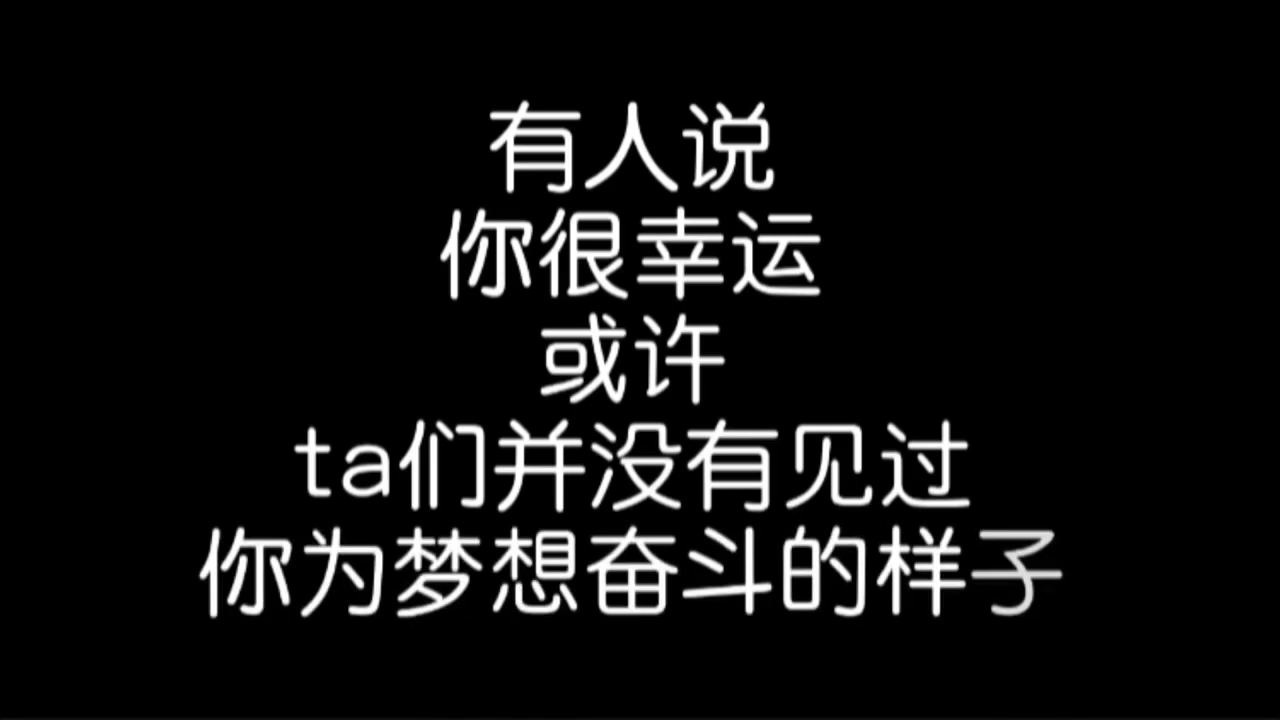 有人说
你很幸运
或许
ta们并没有见过
你为梦想奋斗的样子